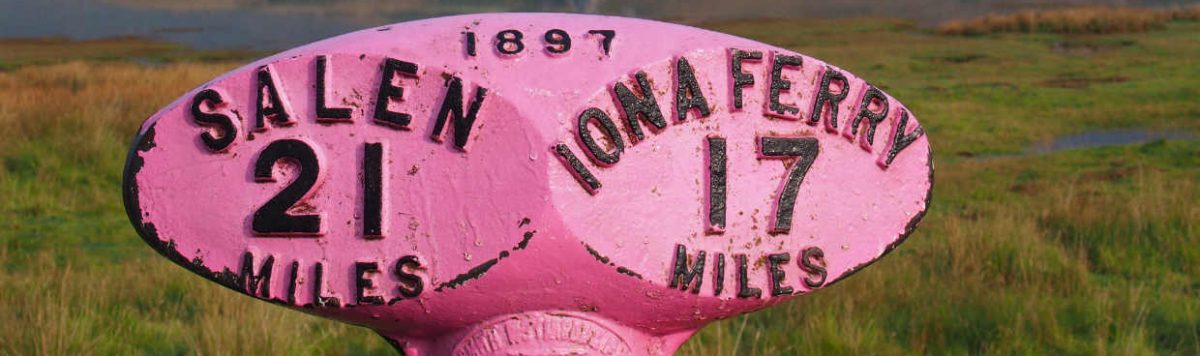 1897
SALEN
21
MILES
IONA FERRY
17
MILES